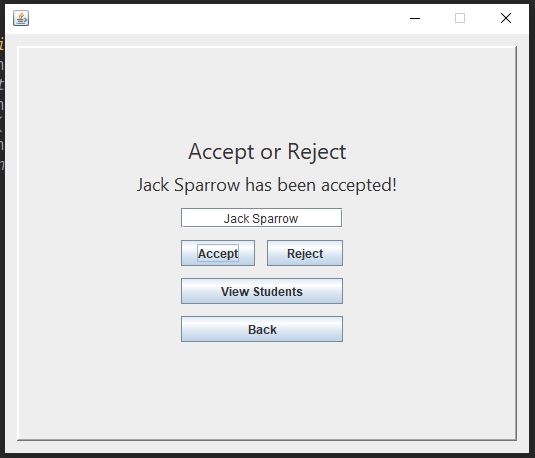 Accept or Reject
Jack Sparrow has been accepted!
Jack Sparrow
Accept Reject
View Students
Back